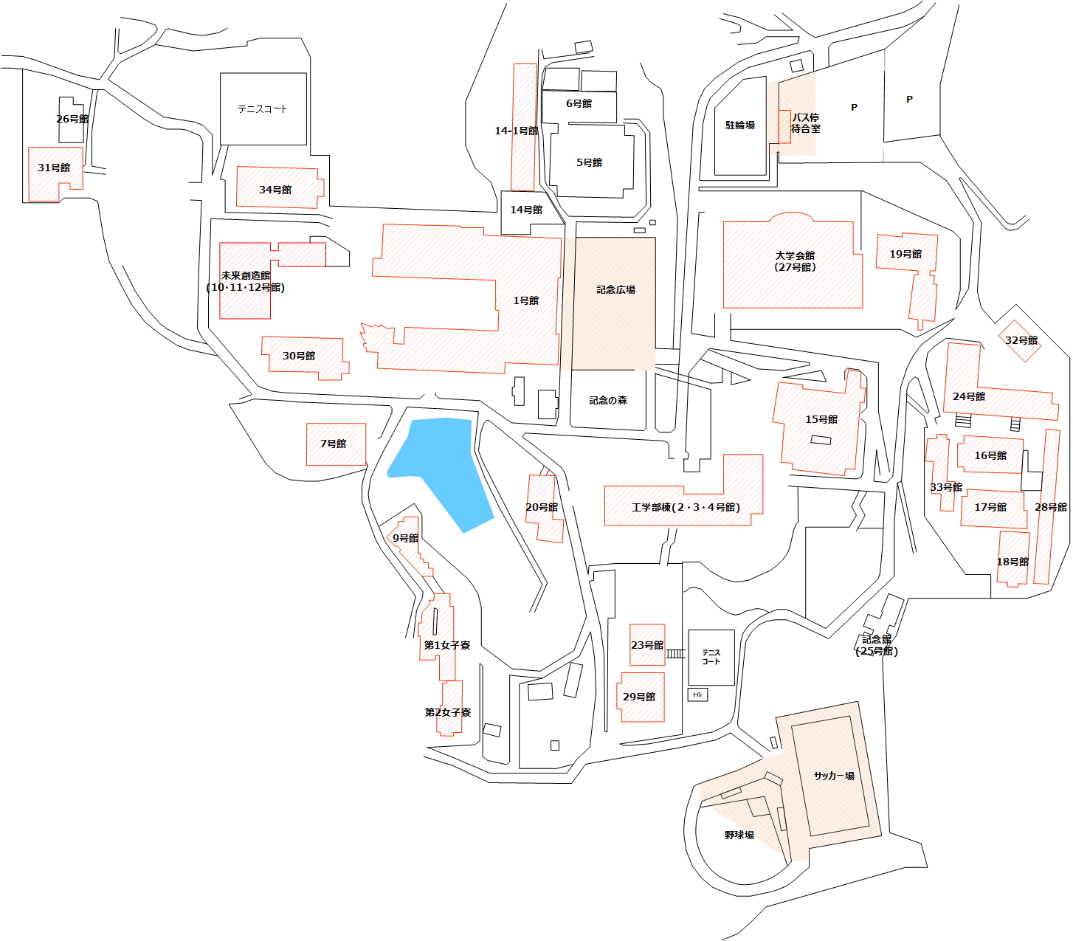 テニスコート
6号館
P
P
26号館
バス停
待合室
駐輪場
14-1号館
31号館
5号館
34号館
14号館
大学会館
(27号館)
19号館
未来創造館
(10・11・12号館)
記念広場
1号館
32号館
30号館
24号館
記念の森
15号館
7号館
16号館
33号館
20号館
工学部棟(2・3・4号館)
17号館
28号館
9号館
18号館
第1女子寮
23号館
テニス
コート
記念館
(25号館)
29号館
トイレ
第2女子寮
サッカー場
野球場